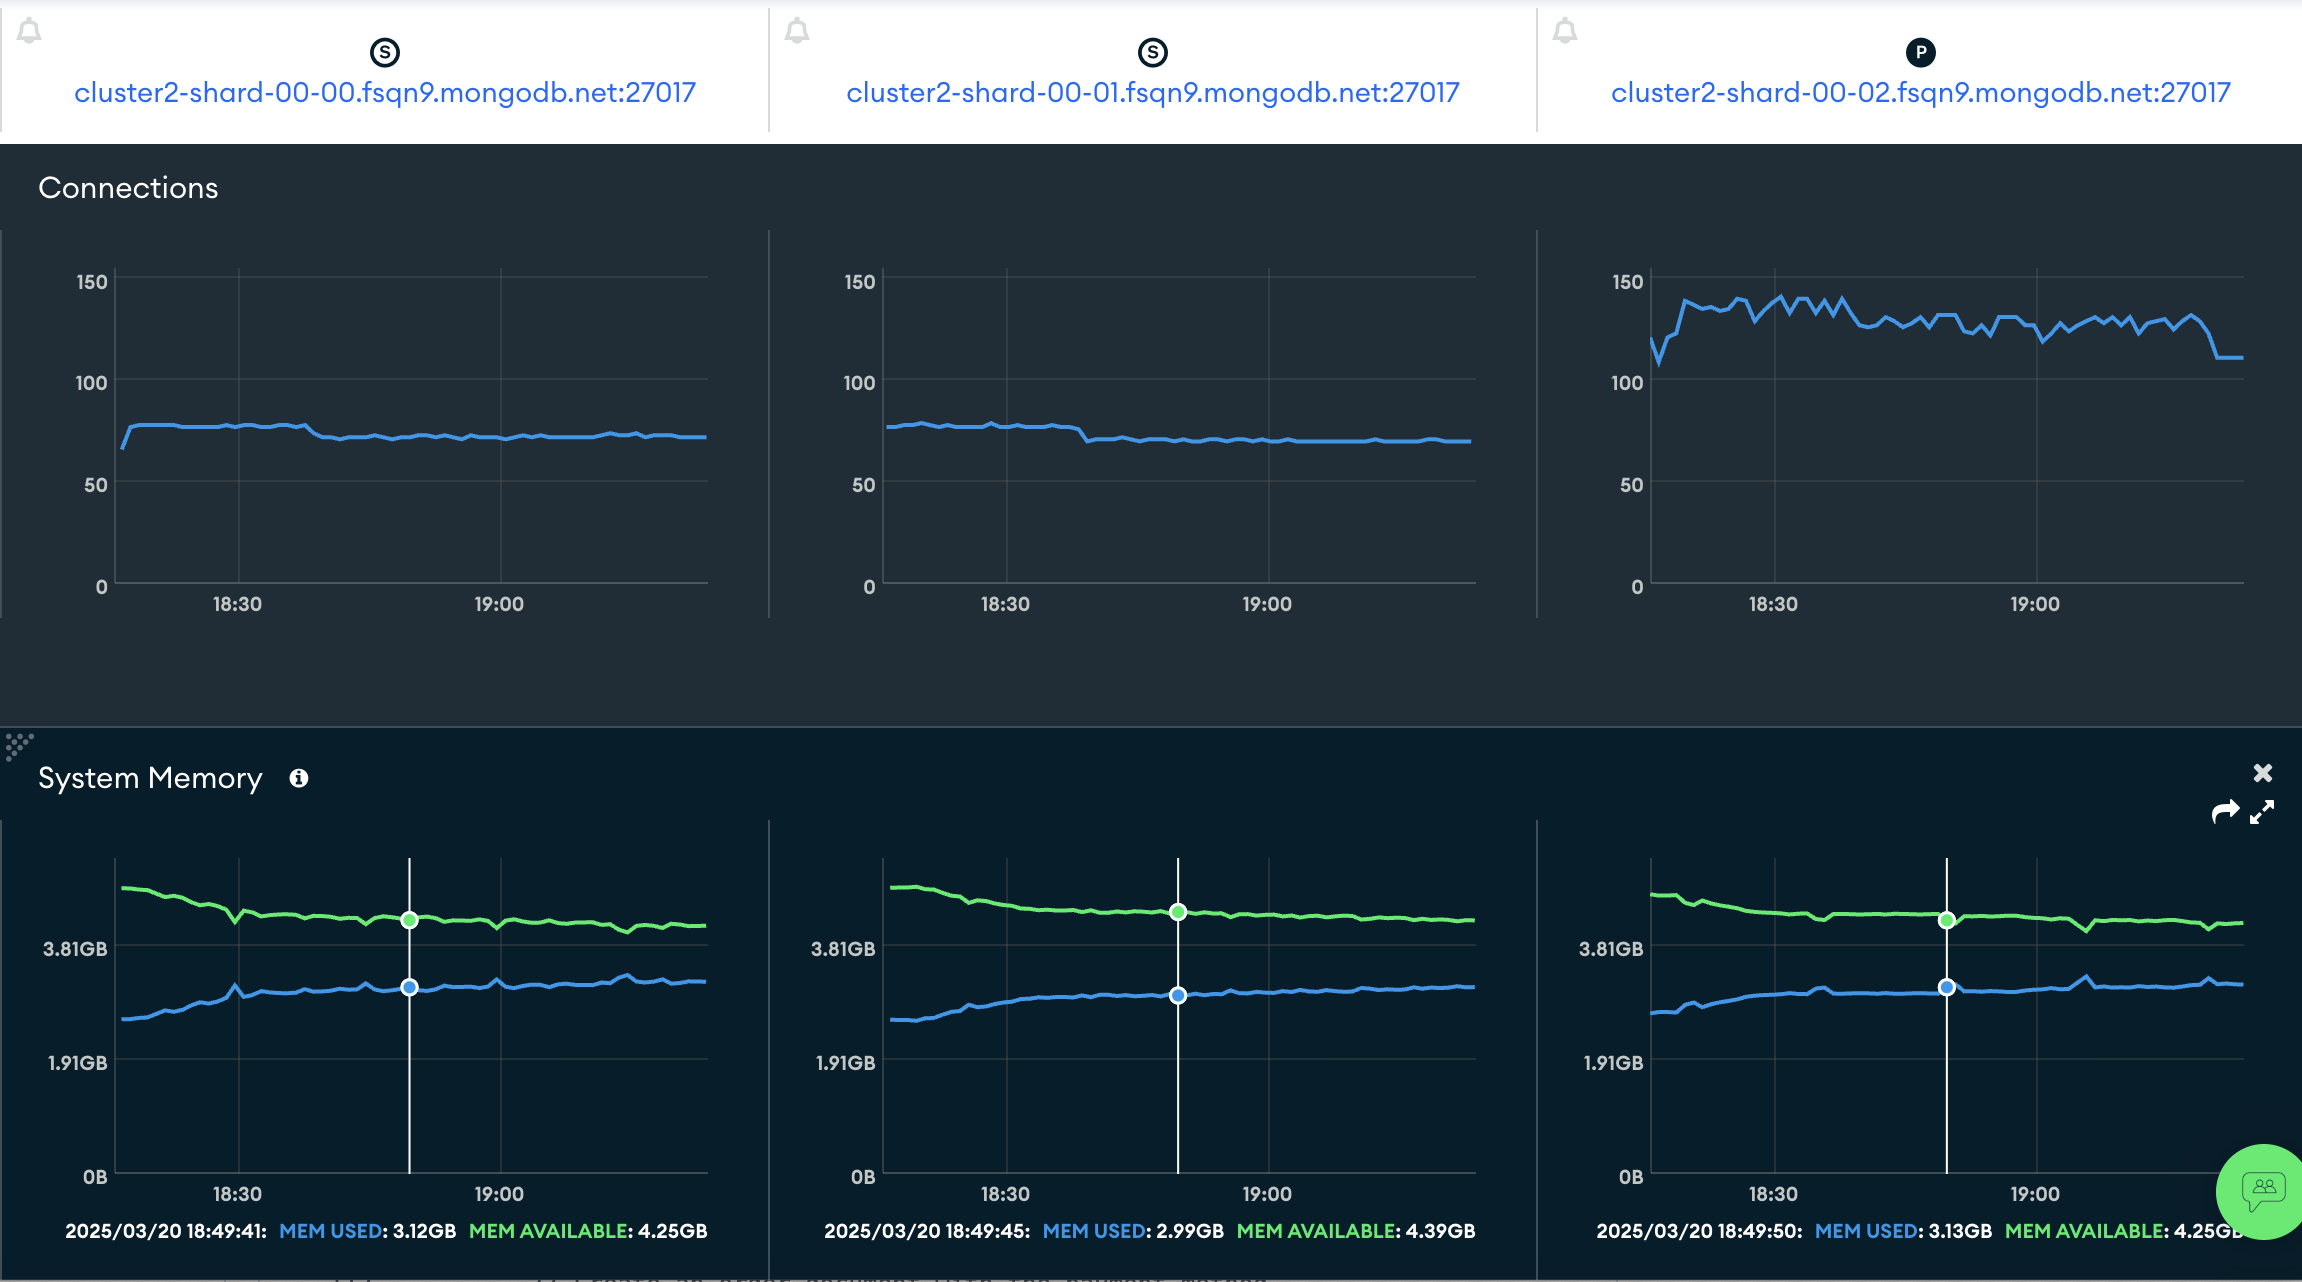 S S P
cluster2-shard-00-00.fsqn9.mongodb.net:27017 cluster2-shard-00-01.fsqn9.mongodb.net:27017 cluster2-shard-00-02.fsqn9.mongodb.net:27017
Connections
150 150 150
100 100 100
50 50 50
0 0 0
18:30 19:00 18:30 19:00 18:30 19:00
System Memory
3.81GB 3.81GB 3.81GB
1.91GB 1.91GB 1.91GB
0B 0B 0B
18:30 19:00 18:30 19:00 18:30 19:00
2025/03/20 18:49:41: MEM USED: 3.12GB MEM AVAILABLE: 4.25GB 2025/03/20 18:49:45: MEM USED: 2.99GB MEM AVAILABLE: 4.39GB 2025/03/20 18:49:50: MEM USED: 3.13GB MEM AVAILABLE: 4.25GB